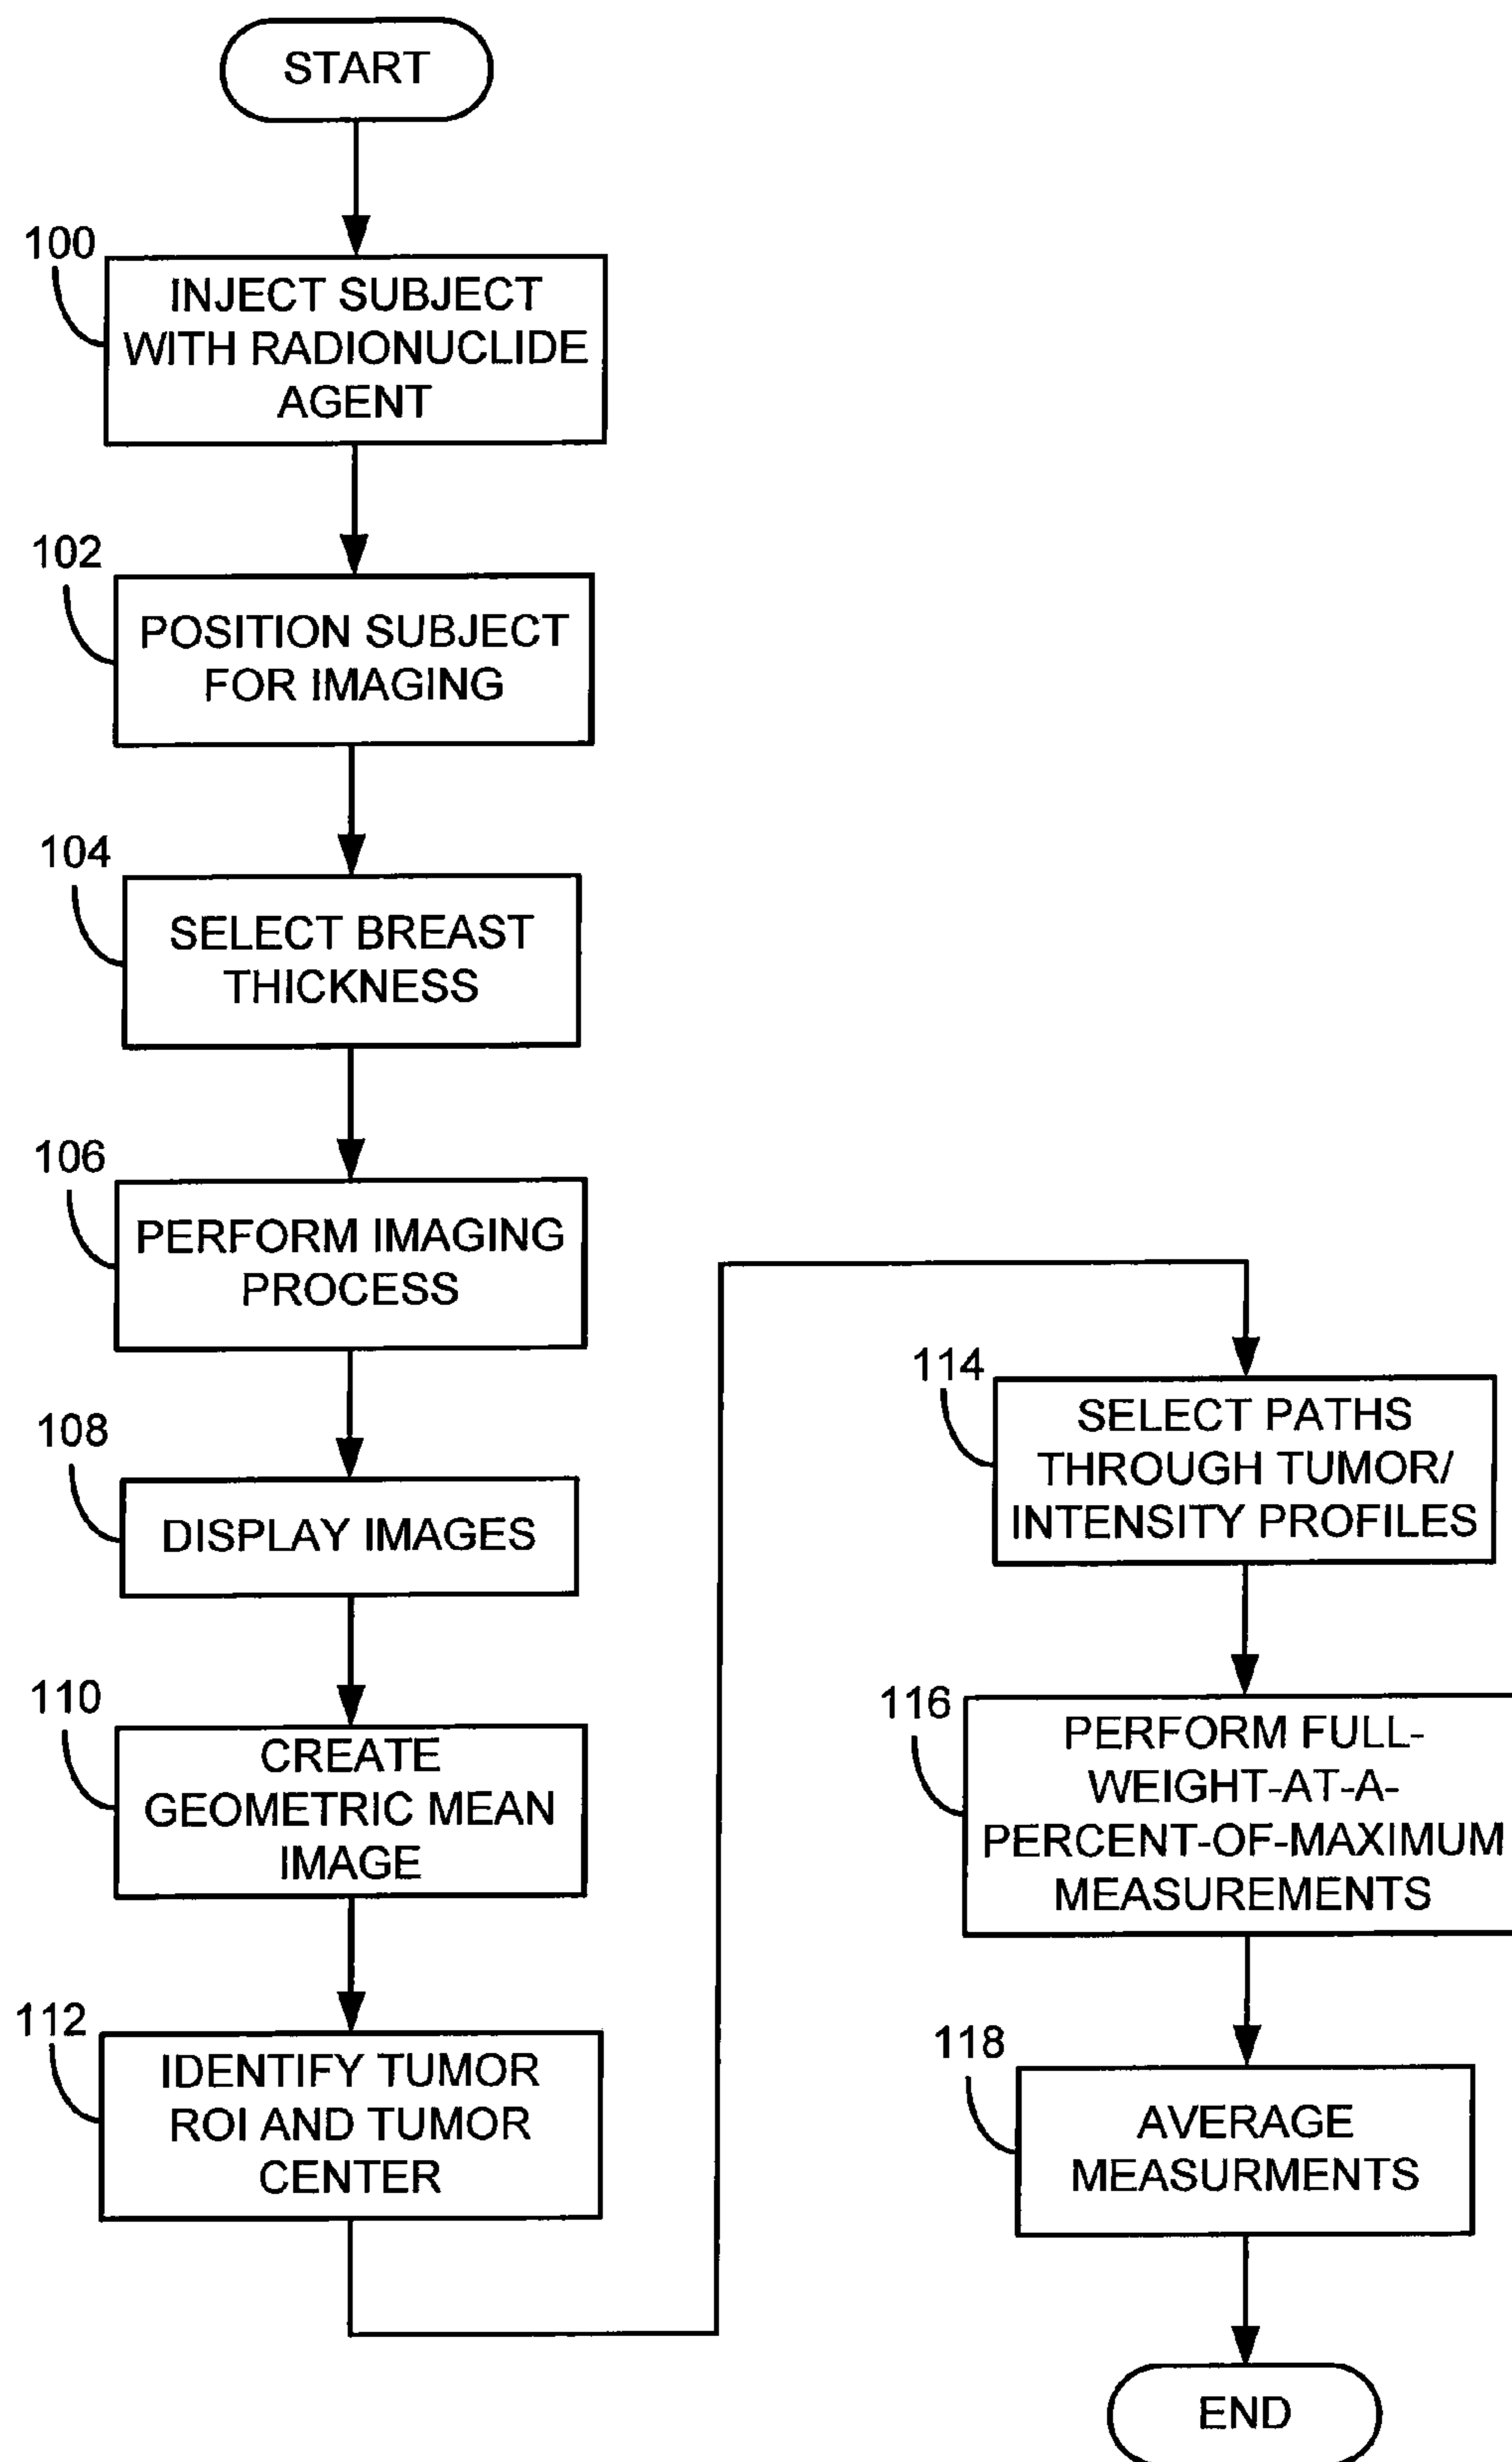 START
100
INJECT SUBJECT
WITH RADIONUCLIDE
AGENT
102
POSITION SUBJECT
FOR IMAGING
104
SELECT BREAST
THICKNESS
106
PERFORM IMAGING
PROCESS
108
DISPLAY IMAGES
110
CREATE
GEOMETRIC MEAN
IMAGE
112
IDENTIFY TUMOR
ROI AND TUMOR
CENTER
114
SELECT PATHS
THROUGH TUMOR/
INTENSITY PROFILES
116
PERFORM FULL-
WEIGHT-AT-A-
PERCENT-OF-MAXIMUM
MEASUREMENTS
118
AVERAGE
MEASURMENTS
END